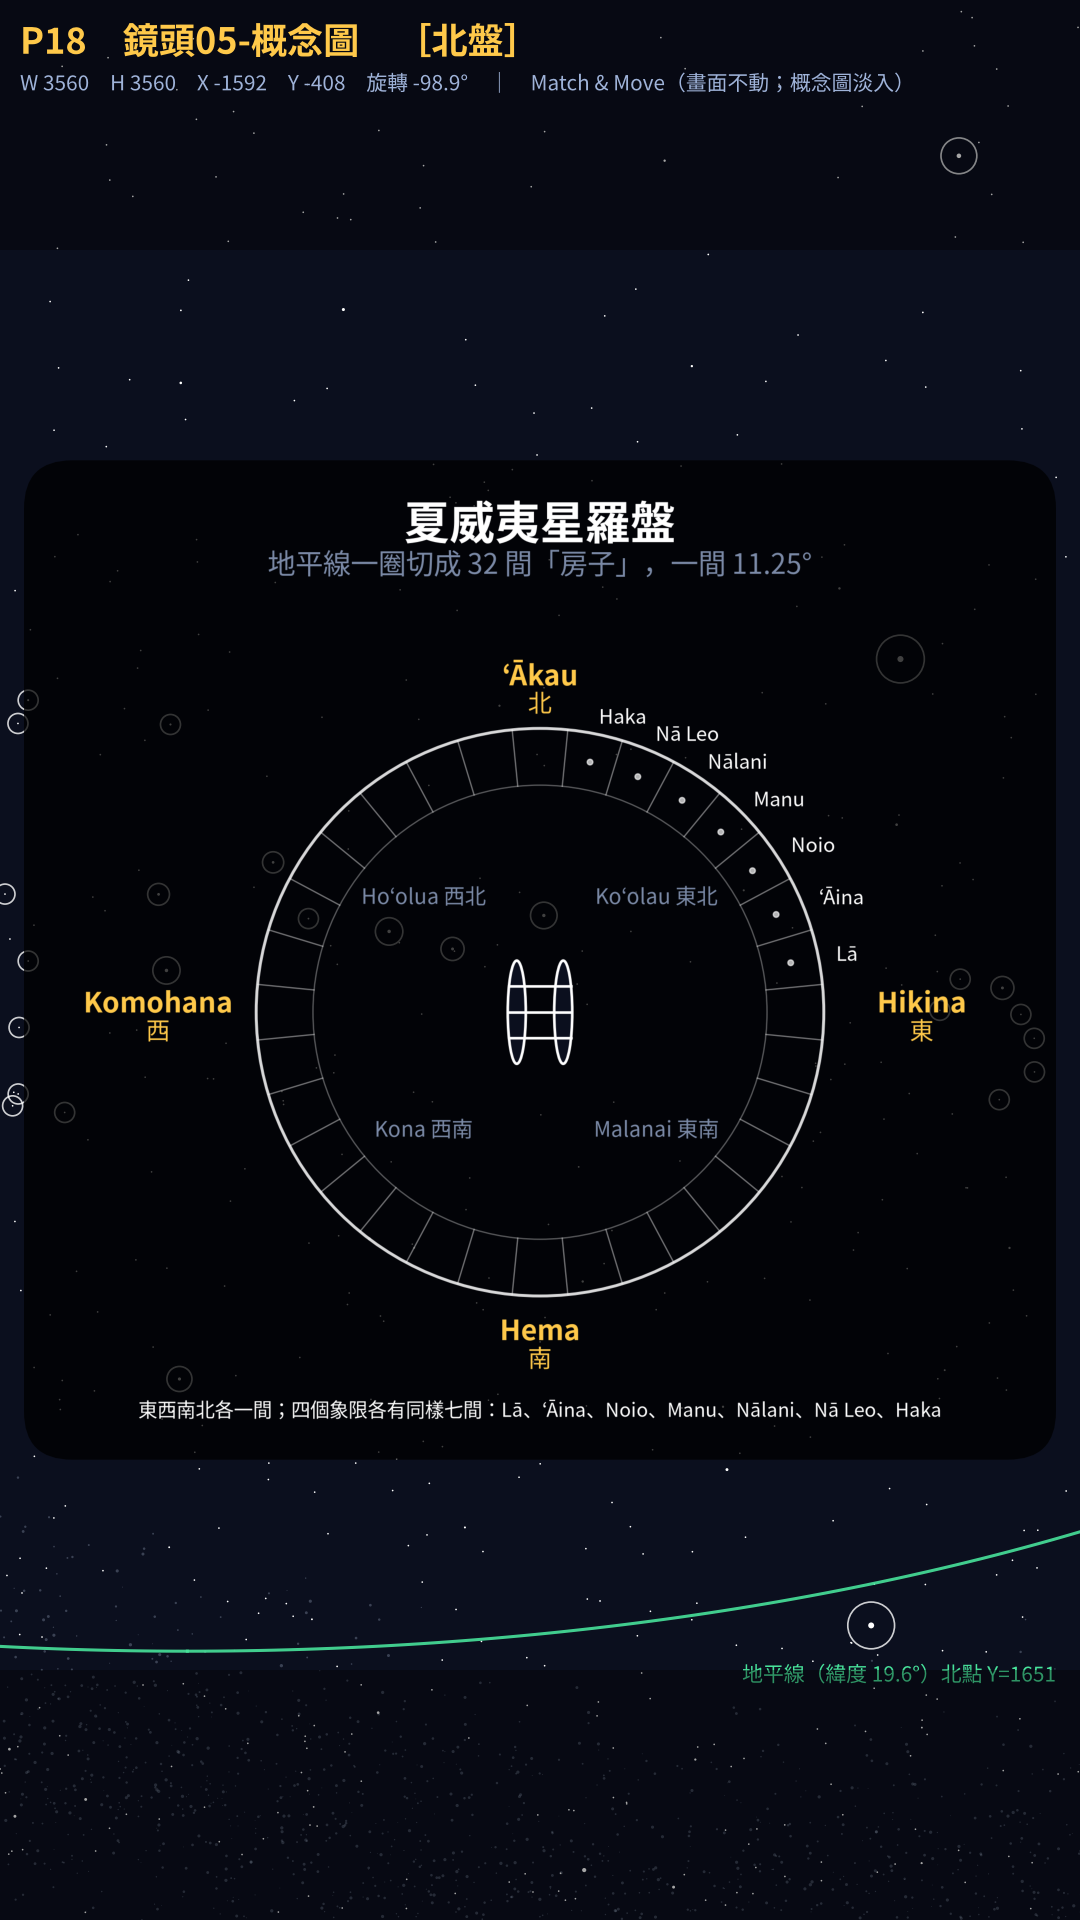 P18 鏡頭05-概念圖 ［北盤］
W 3560 H 3560 X -1592 Y -408 旋轉 -98.9° ｜ Match & Move（畫面不動；概念圖淡入）
夏威夷星羅盤
地平線一圈切成 32 間「房子」，一間 11.25°
ʻĀkau
北
Haka
Nā Leo
Nālani
Manu
Noio
ʻĀina
Lā
Hoʻolua 西北
Koʻolau 東北
Komohana
西
Hikina
東
Kona 西南
Malanai 東南
Hema
南
東西南北各一間；四個象限各有同樣七間：Lā、ʻĀina、Noio、Manu、Nālani、Nā Leo、Haka
地平線（緯度 19.6°）北點 Y=1651